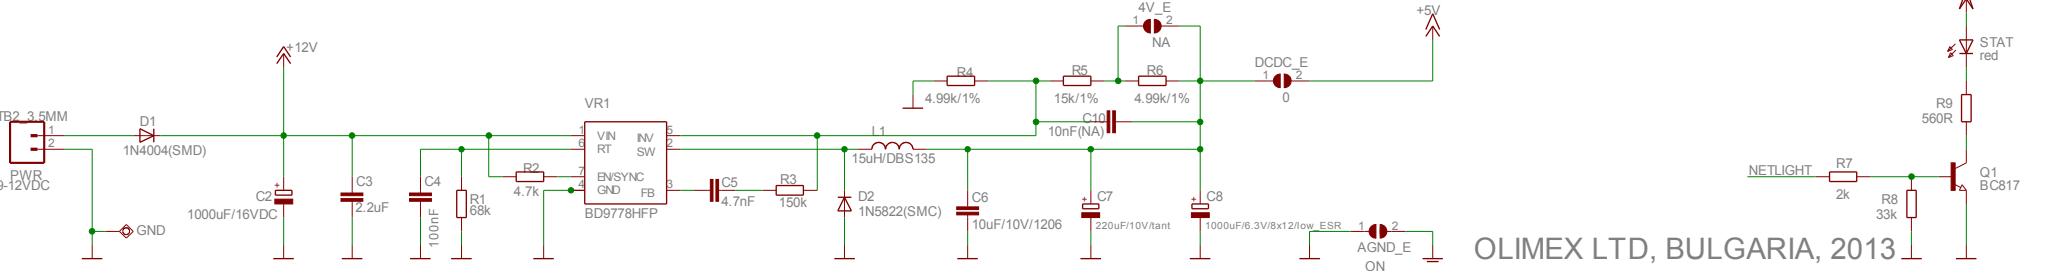 TB2_3.5MM
1
2
PWR
9-12VDC
GND
D1
1N4004(SMD)
+12V
C2
1000uF/16VDC
+
C3
2.2uF
C4
100nF
R1
68k
R2
4.7k
VR1
1 VIN INV 5
6 RT SW 2
7 EN/SYNC
4 GND FB 3
BD9778HFP
C5
4.7nF
R3
150k
L1
15uH/DBS135
D2
1N5822(SMC)
R4
4.99k/1%
R5
15k/1%
R6
4.99k/1%
4V_E
1 2
NA
C10
10nF(NA)
C6
10uF/10V/1206
+
C7
220uF/10V/tant
+
C8
1000uF/6.3V/8x12/low_ESR
DCDC_E
1 2
0
+5V
1 2
AGND_E
ON
OLIMEX LTD, BULGARIA, 2013
NETLIGHT
R7
2k
R8
33k
R9
560R
STAT
red
Q1
BC817